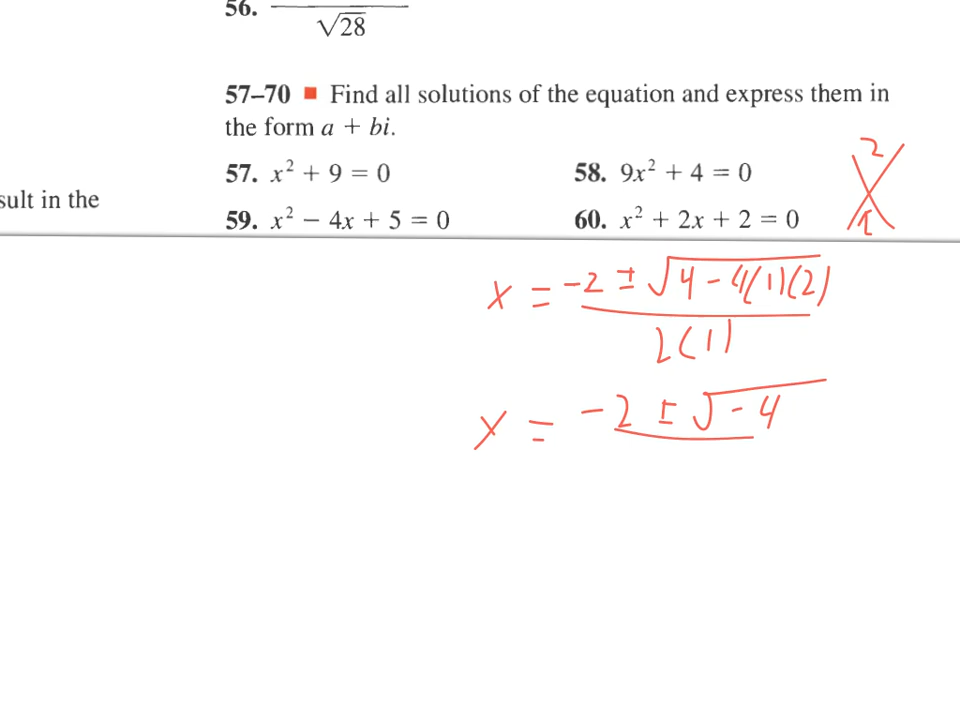 56.
√28
57–70 ■ Find all solutions of the equation and express them in
the form a + bi.
57. x² + 9 = 0
58. 9x² + 4 = 0
sult in the
59. x² − 4x + 5 = 0
60. x² + 2x + 2 = 0
2
x = −2 ± √4 − 4(1)(2)
2(1)
x = −2 ± √−4